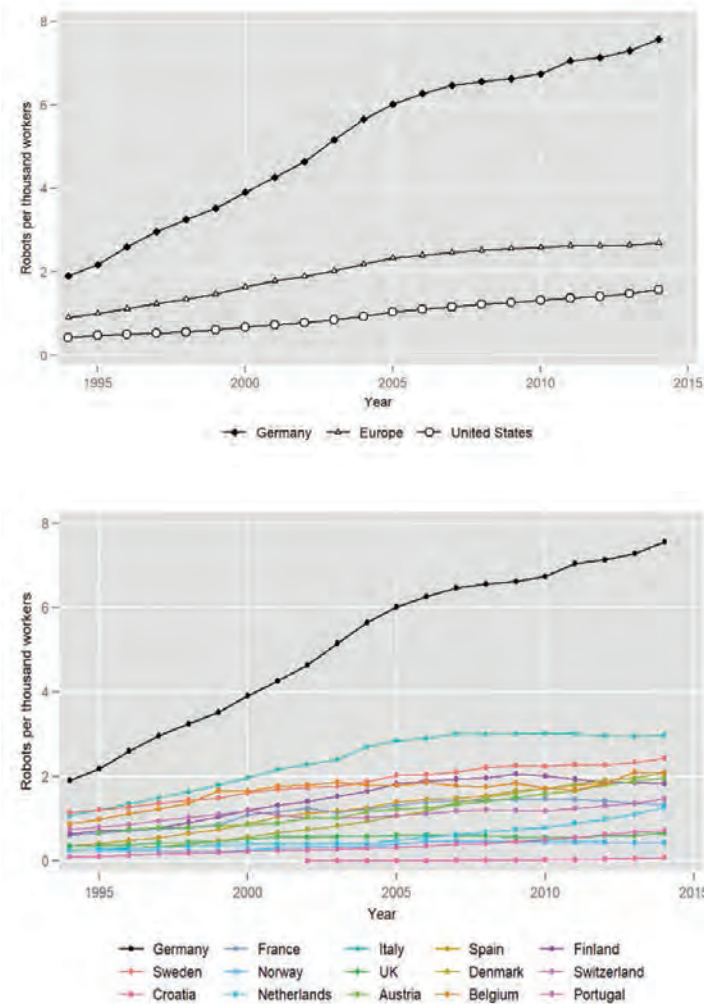 8
6
4
2
0
Robots per thousand workers
1995 2000 2005 2010 2015
Year
Germany Europe United States
8
6
4
2
0
Robots per thousand workers
1995 2000 2005 2010 2015
Year
Germany France Italy Spain Finland
Sweden Norway UK Denmark Switzerland
Croatia Netherlands Austria Belgium Portugal